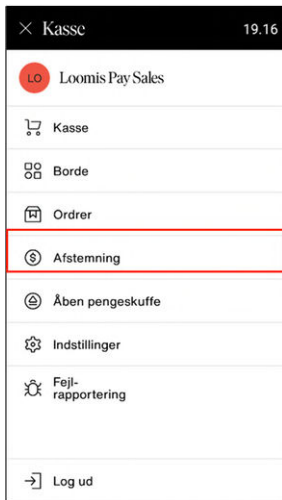 × Kasse 19.16
LO Loomis Pay Sales
Kasse
Borde
Ordrer
Afstemning
Åben pengeskuffe
Indstillinger
Fejl-
rapportering
Log ud